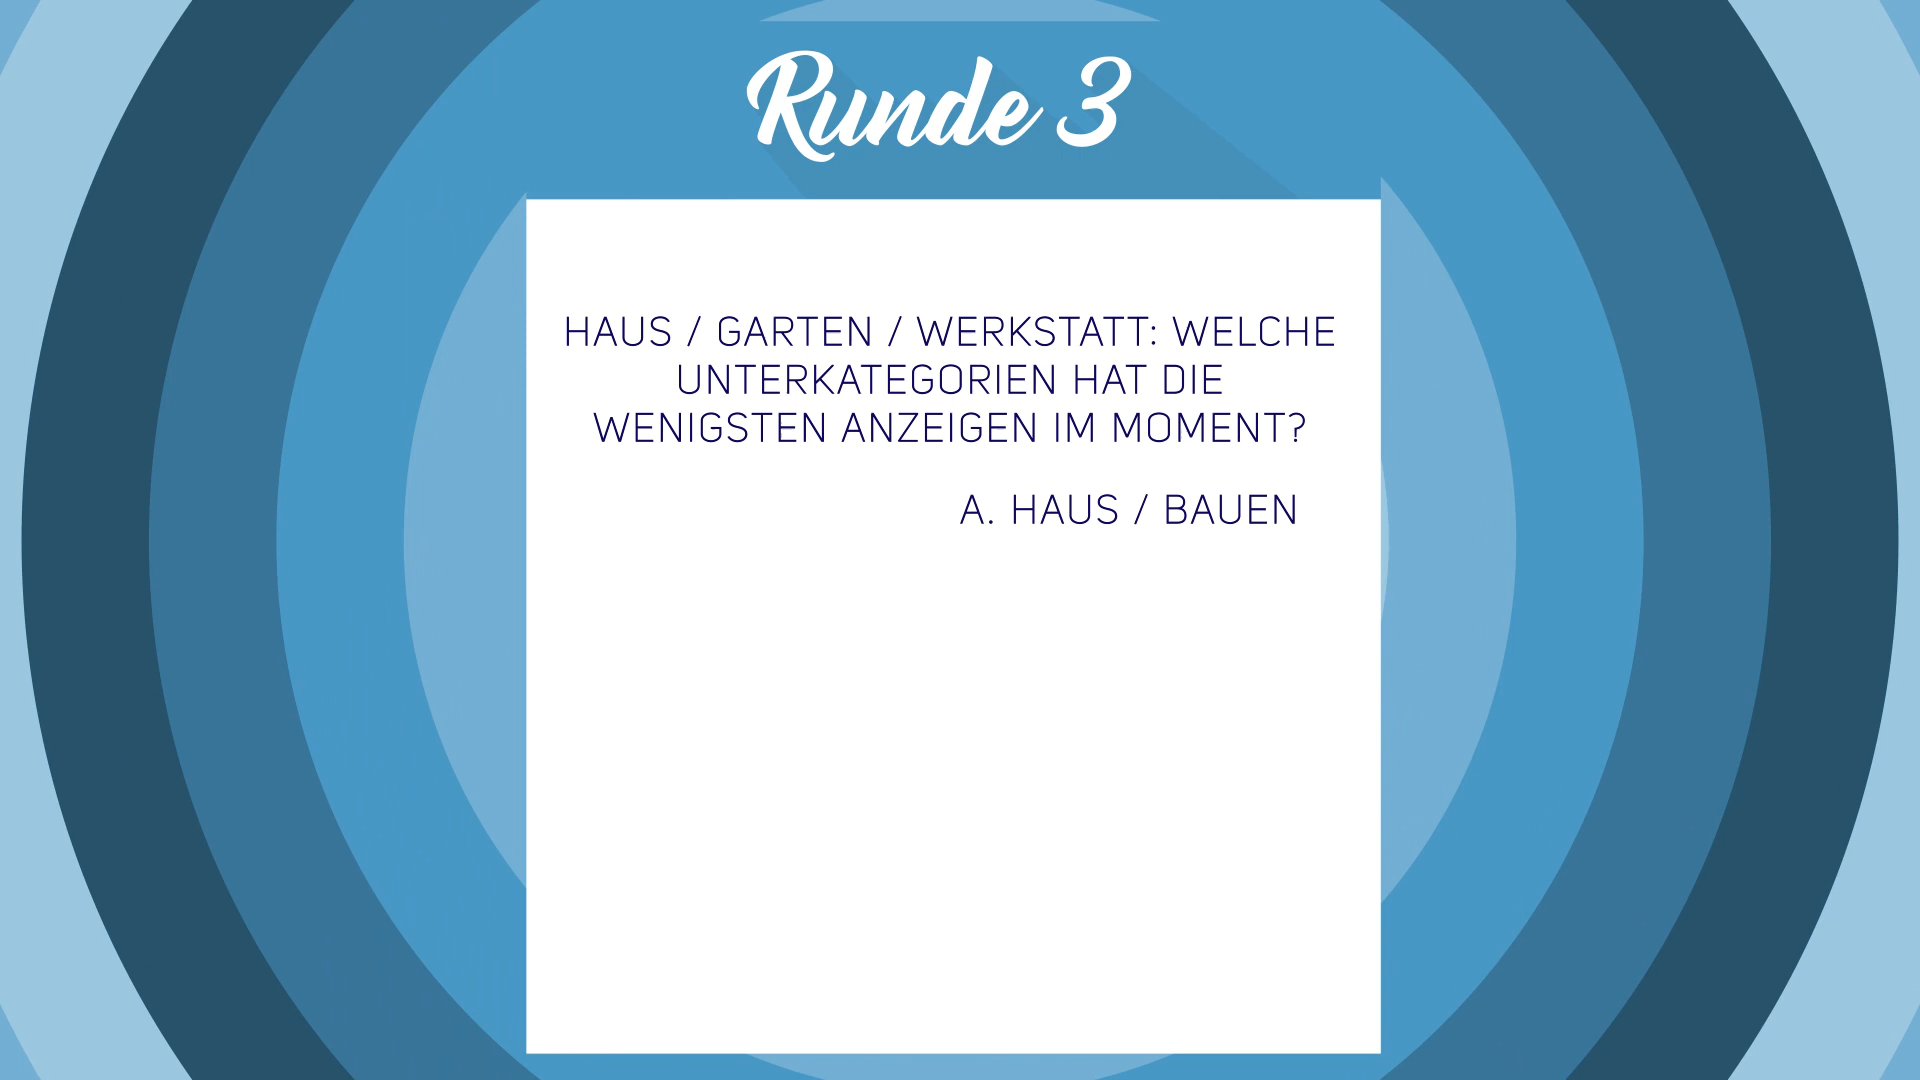 Runde 3
HAUS / GARTEN / WERKSTATT: WELCHE
UNTERKATEGORIEN HAT DIE
WENIGSTEN ANZEIGEN IM MOMENT?
A. HAUS / BAUEN